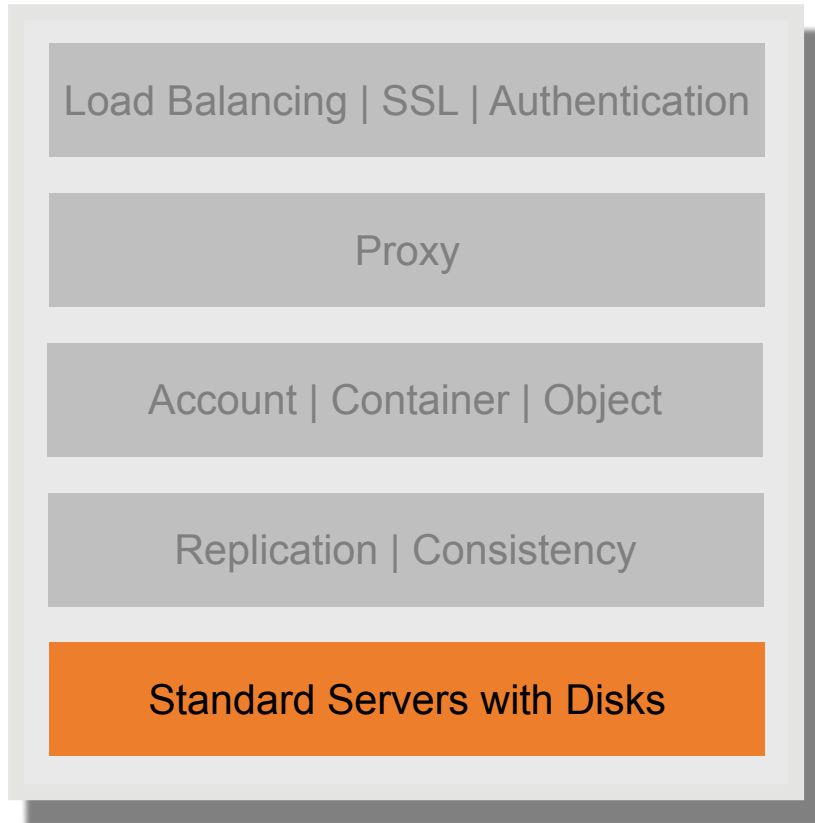 Load Balancing | SSL | Authentication
Proxy
Account | Container | Object
Replication | Consistency
Standard Servers with Disks